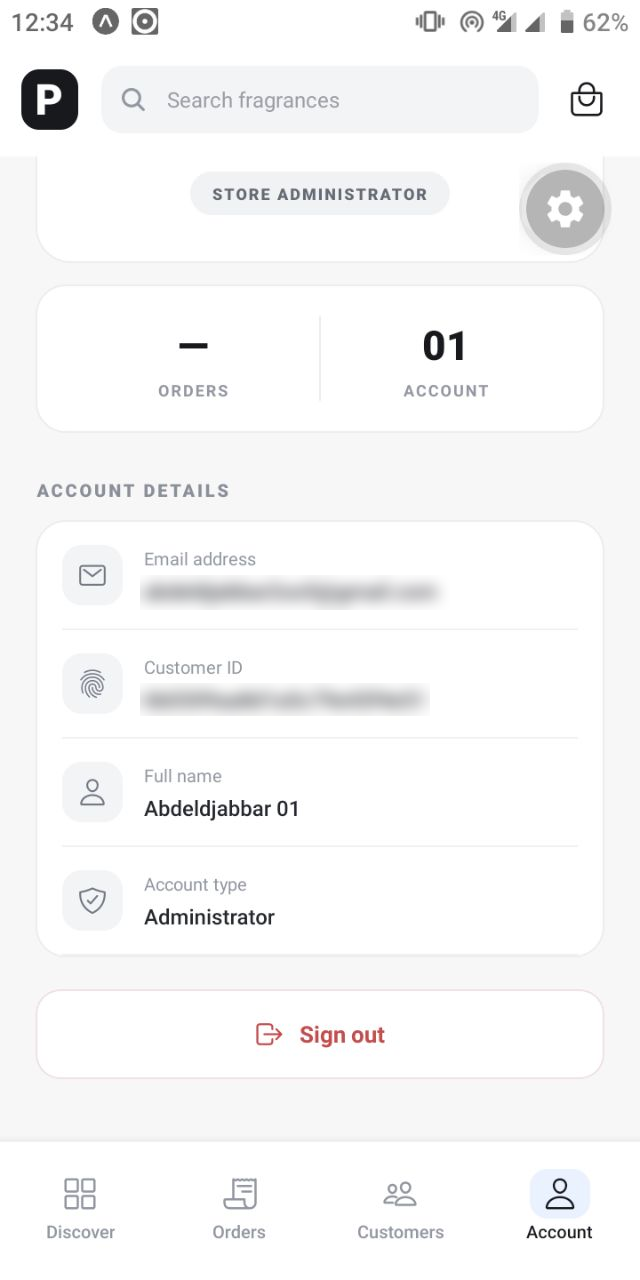 12:34
4G
62%
P
Search fragrances
STORE ADMINISTRATOR
—
01
ORDERS
ACCOUNT
ACCOUNT DETAILS
Email address
Customer ID
Full name
Abdeldjabbar 01
Account type
Administrator
Sign out
Discover
Orders
Customers
Account